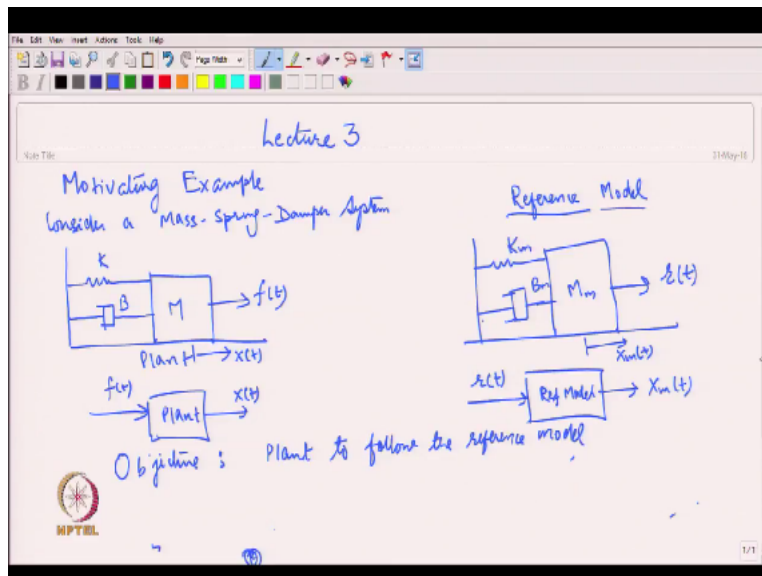 File Edit View Insert Actions Tools Help
Page Width
B I
Note Title
31-May-16
Lecture 3
Motivating Example
Consider a Mass-Spring-Damper System
K
B
M
f(t)
Plant
x(t)
f(t)
Plant
x(t)
Reference Model
Km
Bm
Mm
r(t)
xm(t)
r(t)
Ref Model
xm(t)
Objective : Plant to follow the reference model
NPTEL
1/1